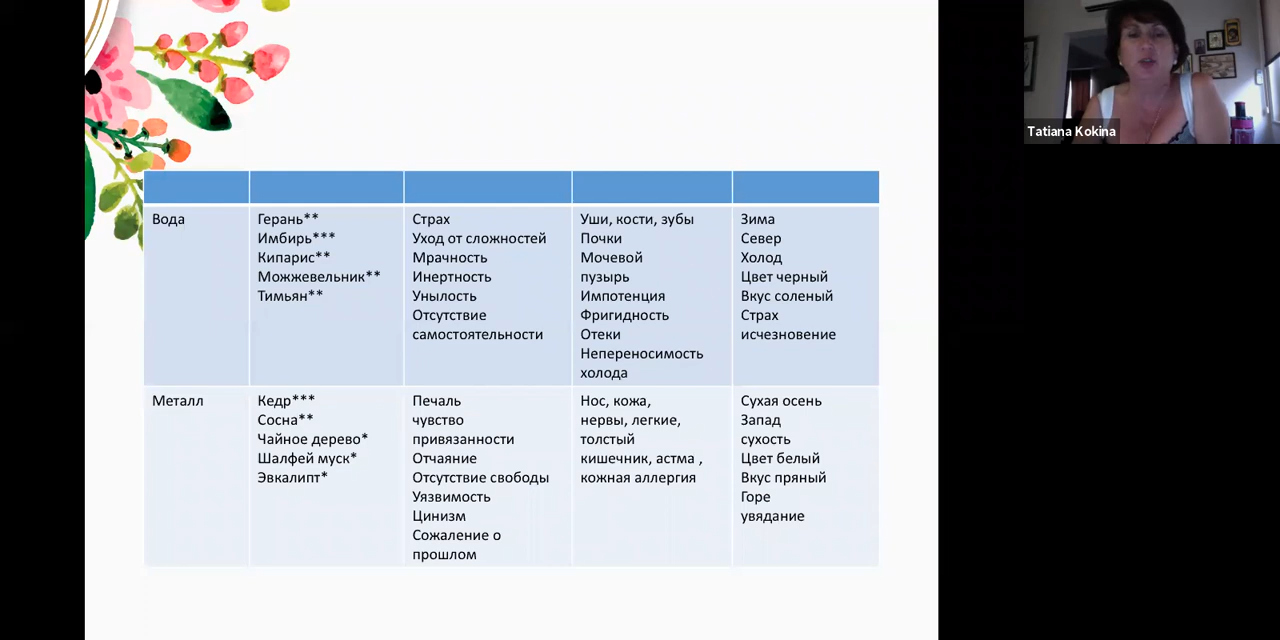 Tatiana Kokina
Вода
Герань**
Имбирь***
Кипарис**
Можжевельник**
Тимьян**
Страх
Уход от сложностей
Мрачность
Инертность
Унылость
Отсутствие
самостоятельности
Уши, кости, зубы
Почки
Мочевой
пузырь
Импотенция
Фригидность
Отеки
Непереносимость
холода
Зима
Север
Холод
Цвет черный
Вкус соленый
Страх
исчезновение
Металл
Кедр***
Сосна**
Чайное дерево*
Шалфей муск*
Эвкалипт*
Печаль
чувство
привязанности
Отчаяние
Отсутствие свободы
Уязвимость
Цинизм
Сожаление о
прошлом
Нос, кожа,
нервы, легкие,
толстый
кишечник, астма ,
кожная аллергия
Сухая осень
Запад
сухость
Цвет белый
Вкус пряный
Горе
увядание